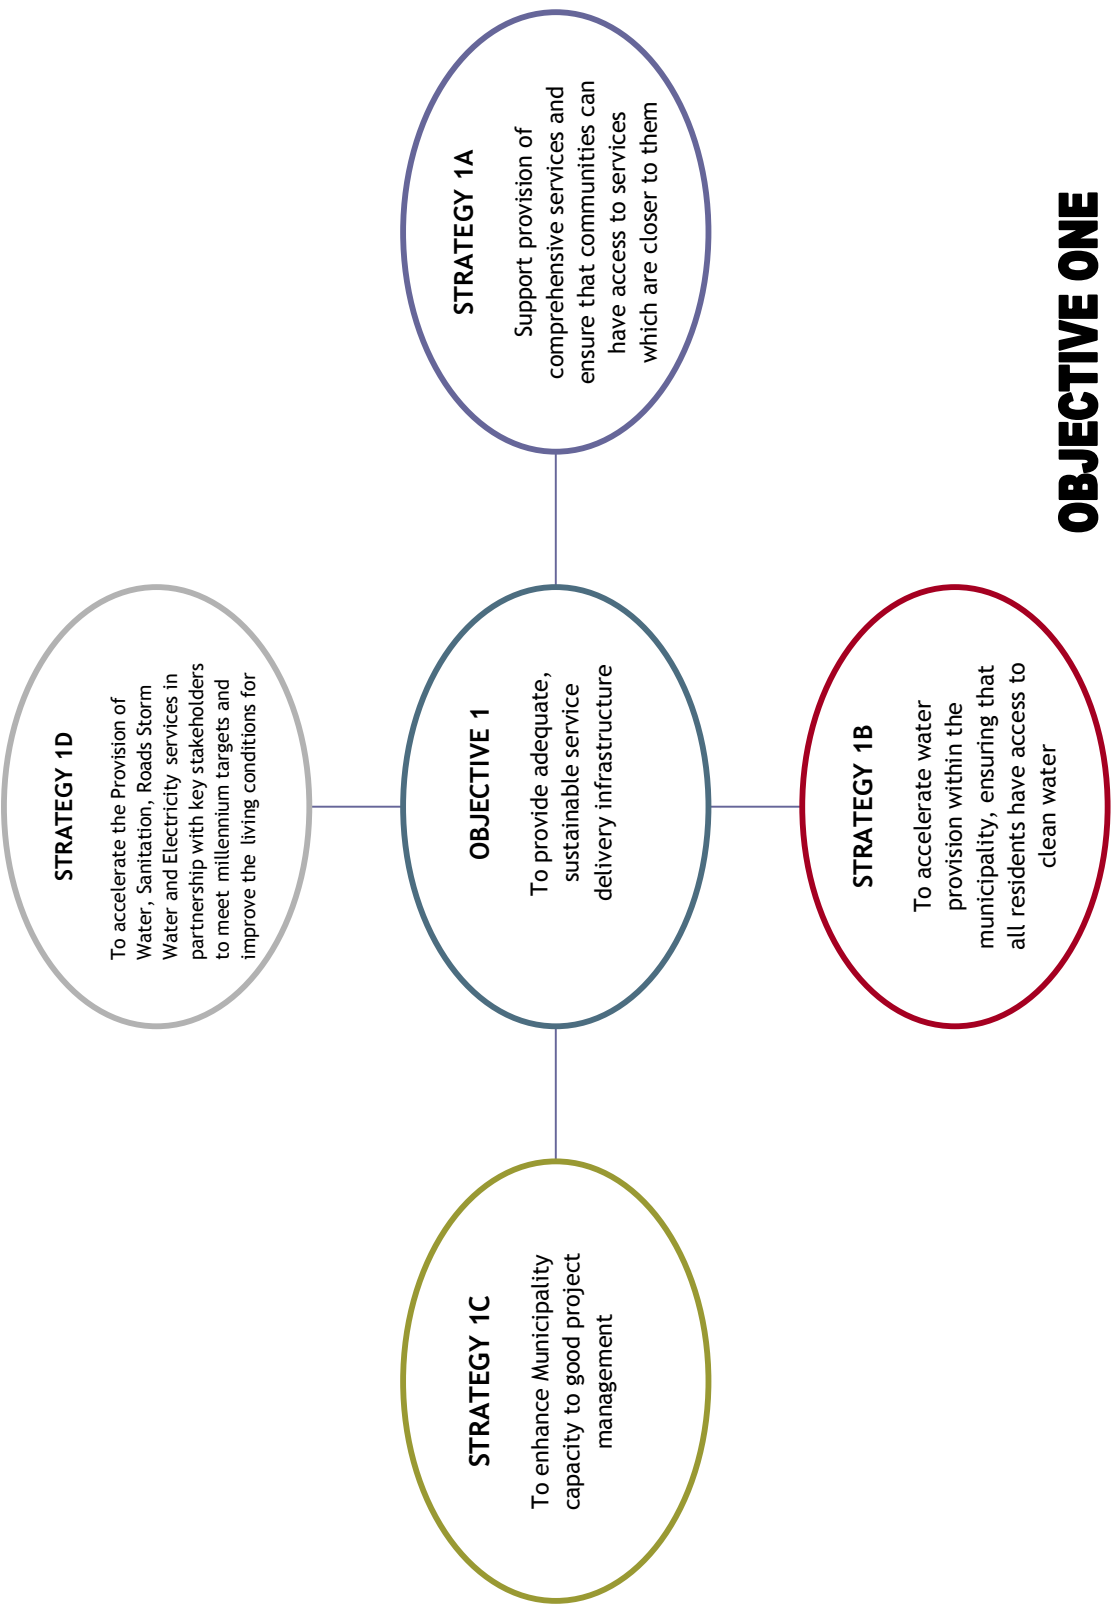 STRATEGY 1D
To accelerate the Provision of
Water, Sanitation, Roads Storm
Water and Electricity services in
partnership with key stakeholders
to meet millennium targets and
improve the living conditions for
STRATEGY 1C
To enhance Municipality
capacity to good project
management
OBJECTIVE 1
To provide adequate,
sustainable service
delivery infrastructure
STRATEGY 1A
Support provision of
comprehensive services and
ensure that communities can
have access to services
which are closer to them
STRATEGY 1B
To accelerate water
provision within the
municipality, ensuring that
all residents have access to
clean water
OBJECTIVE ONE